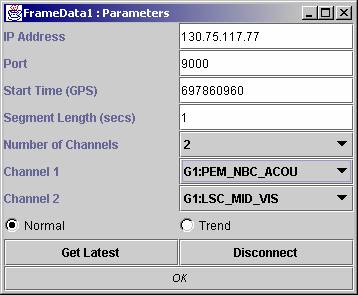 FrameData1 : Parameters
IP Address 130.75.117.77
Port 9000
Start Time (GPS) 697860960
Segment Length (secs) 1
Number of Channels 2
Channel 1 G1:PEM_NBC_ACOU
Channel 2 G1:LSC_MID_VIS
Normal Trend
Get Latest Disconnect
OK